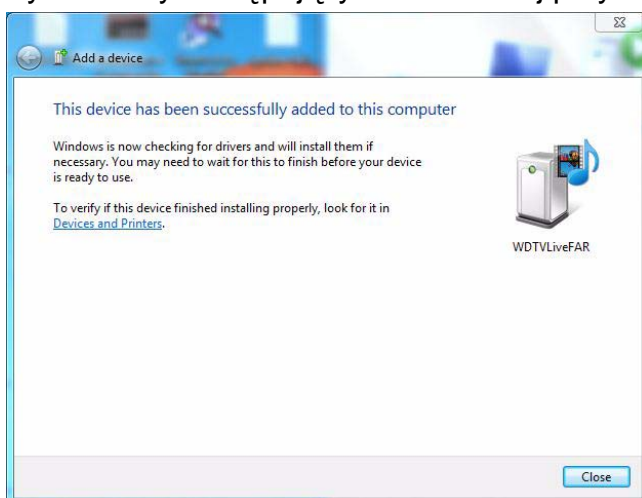 Add a device
This device has been successfully added to this computer
Windows is now checking for drivers and will install them if
necessary. You may need to wait for this to finish before your device
is ready to use.
To verify if this device finished installing properly, look for it in
Devices and Printers.
WDTVLiveFAR
Close